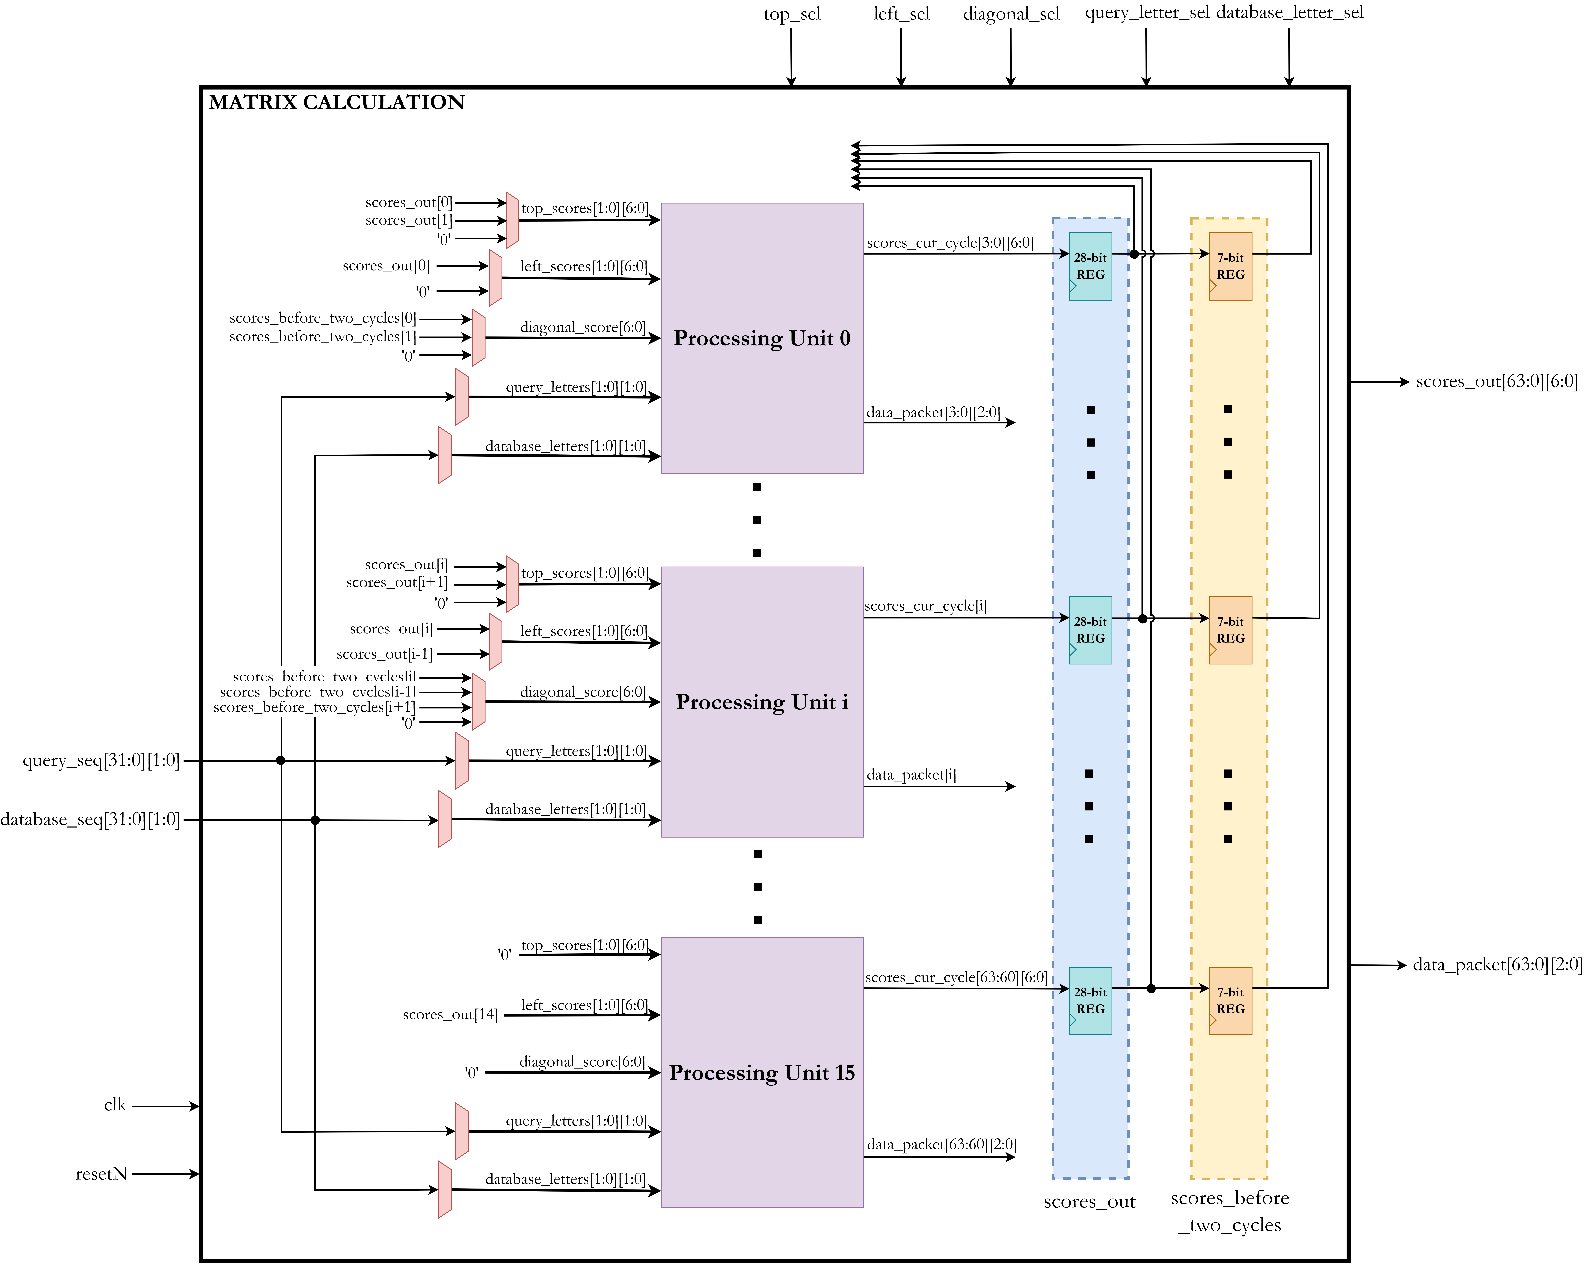 top_sel
left_sel
diagonal_sel
query_letter_sel
database_letter_sel
MATRIX CALCULATION
scores_out[0]
scores_out[1]
'0'
top_scores[1:0][6:0]
scores_out[0]
'0'
left_scores[1:0][6:0]
scores_before_two_cycles[0]
scores_before_two_cycles[1]
'0'
diagonal_score[6:0]
query_letters[1:0][1:0]
database_letters[1:0][1:0]
Processing Unit 0
scores_cur_cycle[3:0][6:0]
data_packet[3:0][2:0]
28-bit
REG
7-bit
REG
scores_out[63:0][6:0]
scores_out[i]
scores_out[i+1]
'0'
top_scores[1:0][6:0]
scores_out[i]
scores_out[i-1]
left_scores[1:0][6:0]
scores_before_two_cycles[i]
scores_before_two_cycles[i-1]
scores_before_two_cycles[i+1]
'0'
diagonal_score[6:0]
query_letters[1:0][1:0]
database_letters[1:0][1:0]
Processing Unit i
scores_cur_cycle[i]
data_packet[i]
28-bit
REG
7-bit
REG
query_seq[31:0][1:0]
database_seq[31:0][1:0]
'0'
top_scores[1:0][6:0]
scores_out[14]
left_scores[1:0][6:0]
'0'
diagonal_score[6:0]
query_letters[1:0][1:0]
database_letters[1:0][1:0]
Processing Unit 15
scores_cur_cycle[63:60][6:0]
data_packet[63:60][2:0]
28-bit
REG
7-bit
REG
data_packet[63:0][2:0]
clk
resetN
scores_out
scores_before
_two_cycles